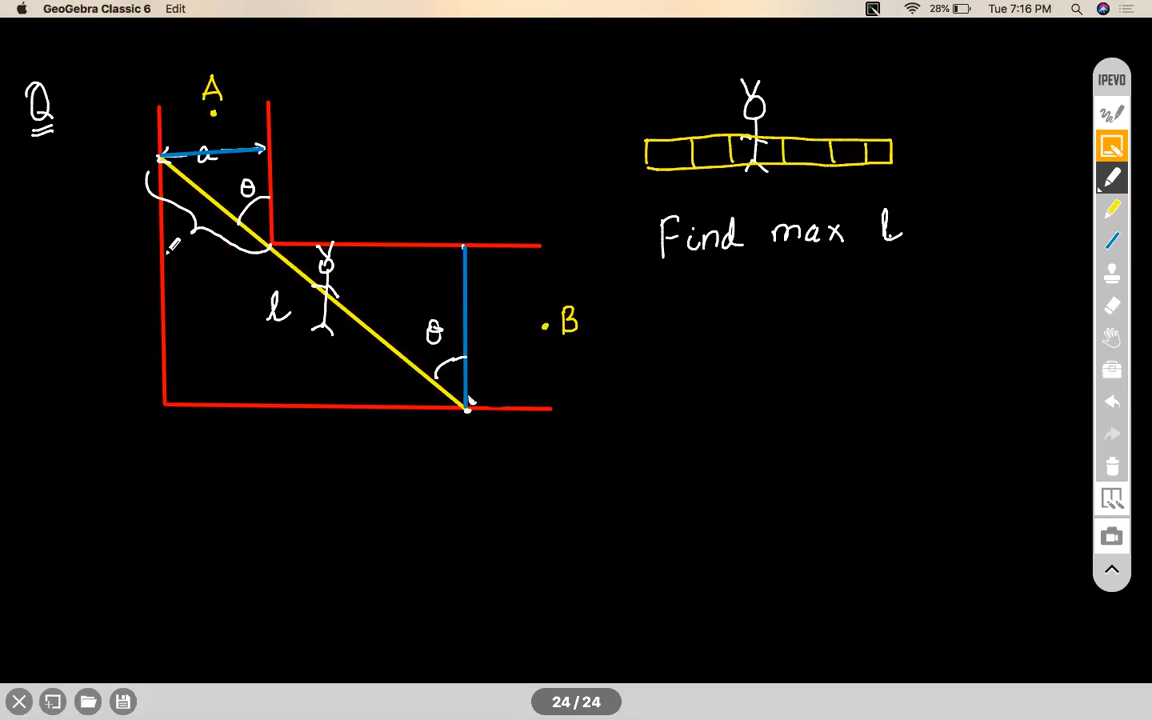 GeoGebra Classic 6 Edit
28% Tue 7:16 PM
IPEVO
Q
A
a
θ
l
θ
B
Find max l
24 / 24